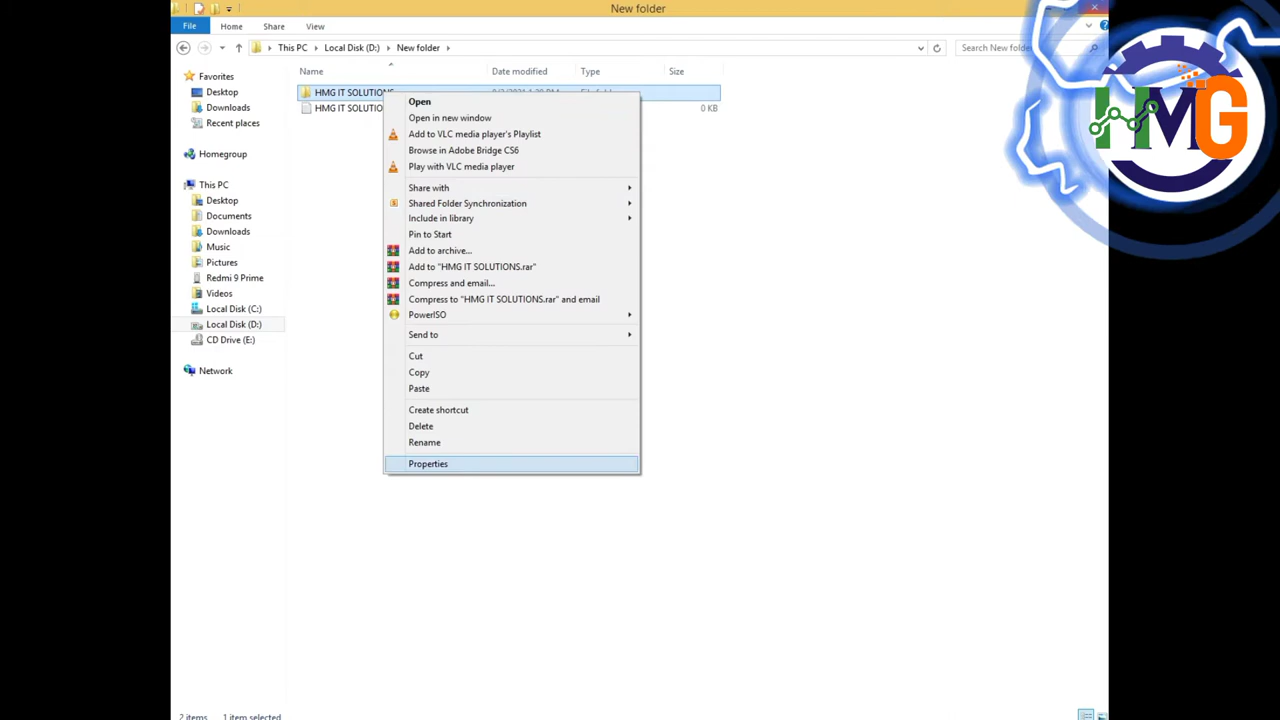 New folder
File Home Share View
This PC Local Disk (D:) New folder
Search New folder
Name Date modified Type Size
HMG IT SOLUTIONS
HMG IT SOLUTIO 0 KB
Favorites
Desktop
Downloads
Recent places
Homegroup
This PC
Desktop
Documents
Downloads
Music
Pictures
Redmi 9 Prime
Videos
Local Disk (C:)
Local Disk (D:)
CD Drive (E:)
Network
Open
Open in new window
Add to VLC media player's Playlist
Browse in Adobe Bridge CS6
Play with VLC media player
Share with
Shared Folder Synchronization
Include in library
Pin to Start
Add to archive...
Add to "HMG IT SOLUTIONS.rar"
Compress and email...
Compress to "HMG IT SOLUTIONS.rar" and email
PowerISO
Send to
Cut
Copy
Paste
Create shortcut
Delete
Rename
Properties
HMG
2 items 1 item selected